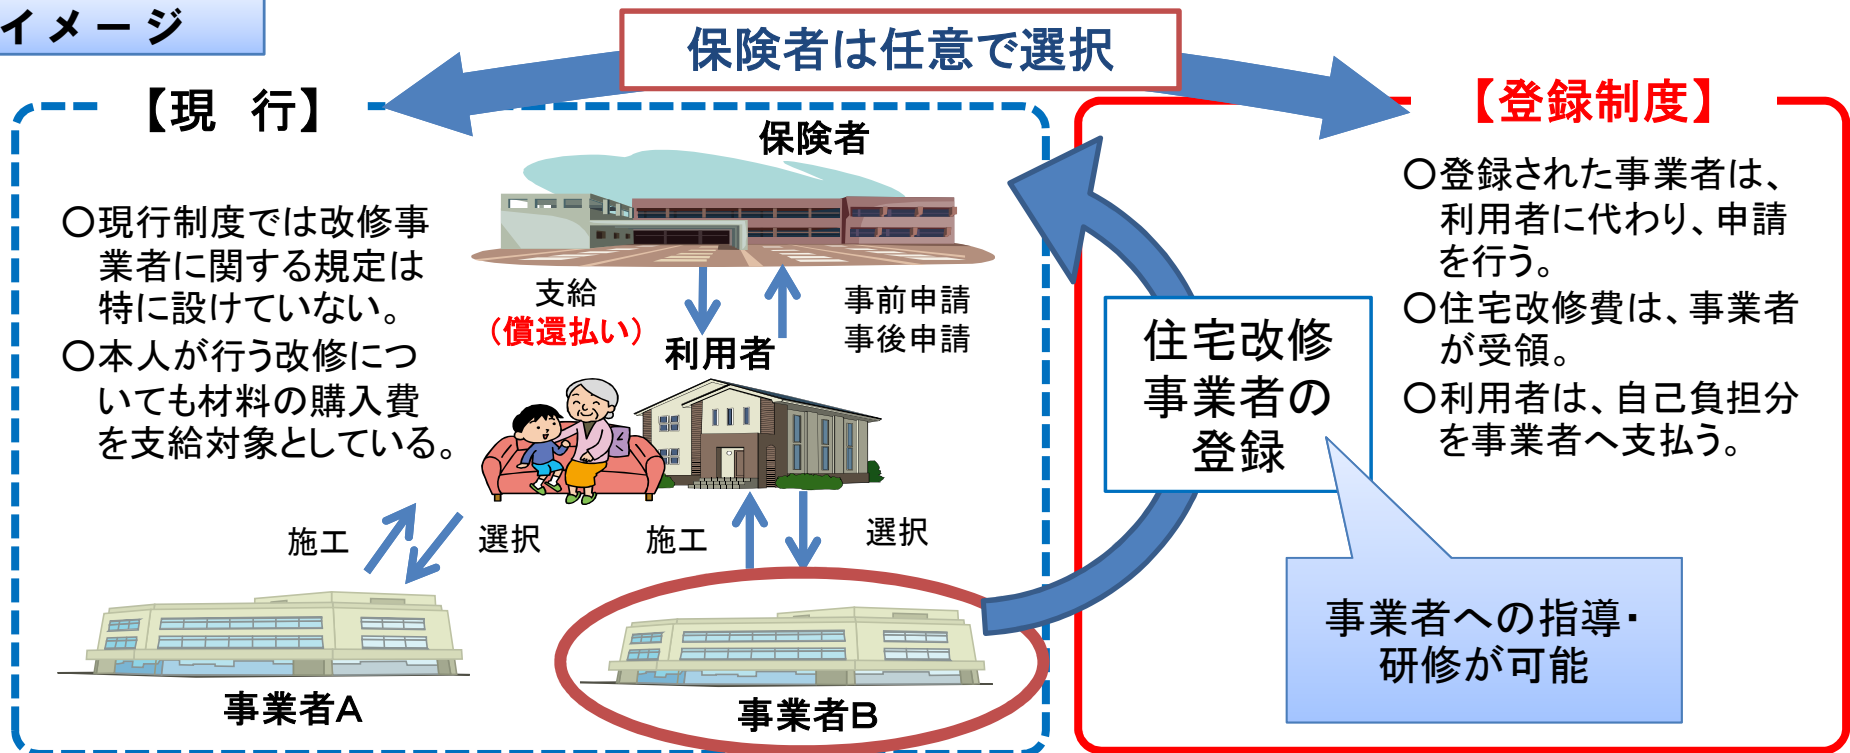 イメージ
保険者は任意で選択
【現　行】
○現行制度では改修事
業者に関する規定は
特に設けていない。
○本人が行う改修につ
いても材料の購入費
を支給対象としている。
保険者
支給
（償還払い）
事前申請
事後申請
利用者
施工
選択
施工
選択
事業者A
事業者B
住宅改修
事業者の
登録
【登録制度】
○登録された事業者は、
利用者に代わり、申請
を行う。
○住宅改修費は、事業者
が受領。
○利用者は、自己負担分
を事業者へ支払う。
事業者への指導・
研修が可能